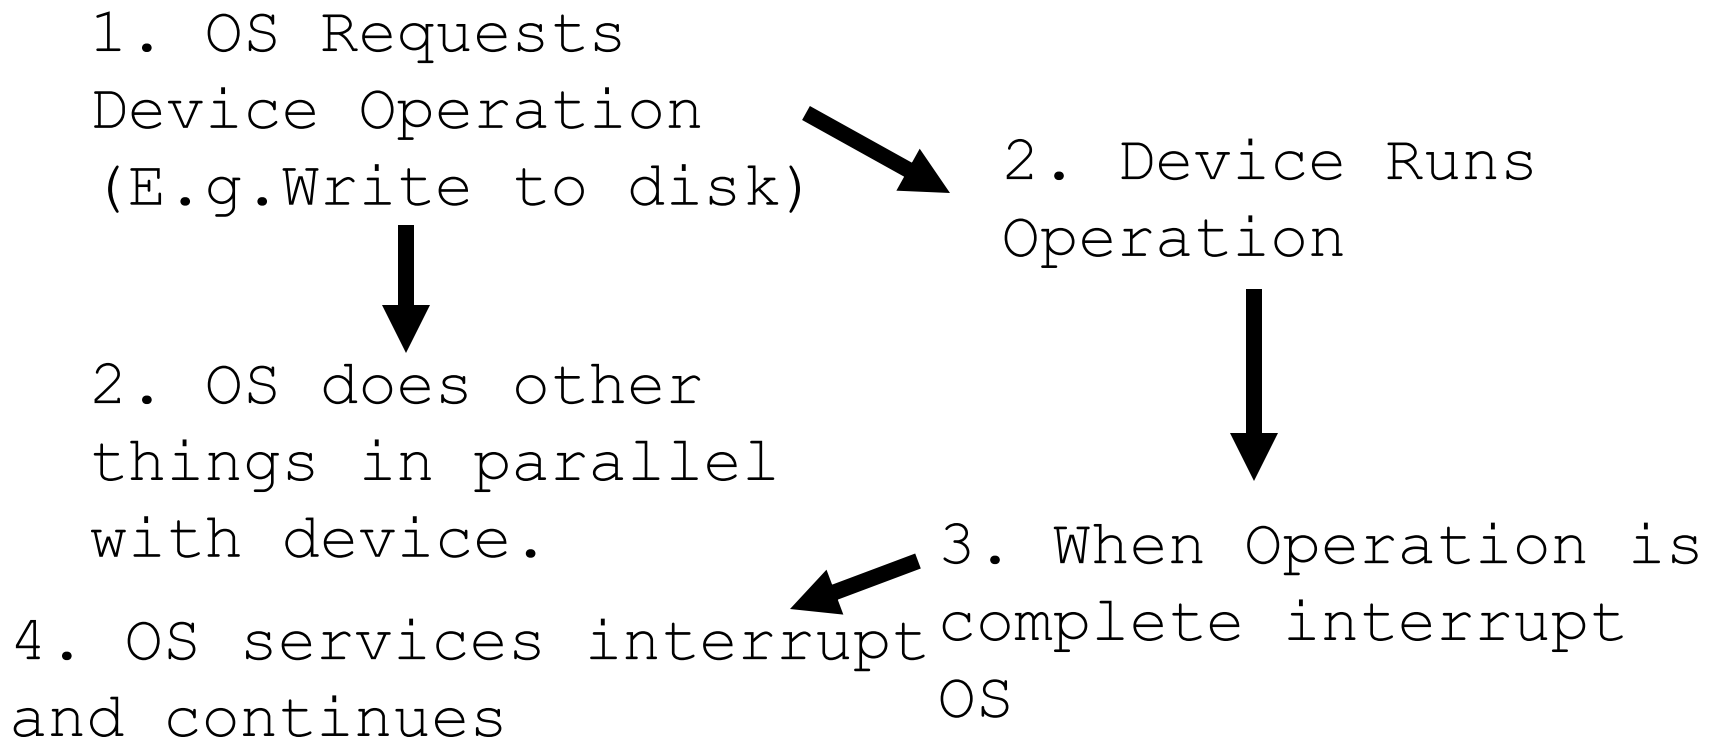 1. OS Requests
Device Operation
(E.g.Write to disk)
2. Device Runs
Operation
2. OS does other
things in parallel
with device.
3. When Operation is
complete interrupt
OS
4. OS services interrupt
and continues